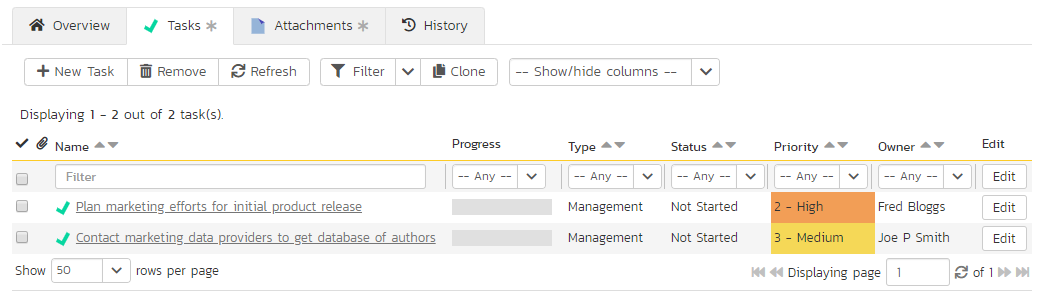 Overview Tasks Attachments History
New Task Remove Refresh Filter Clone -- Show/hide columns --
Displaying 1 - 2 out of 2 task(s).
Name Progress Type Status Priority Owner Edit
Filter -- Any -- -- Any -- -- Any -- -- Any -- -- Any -- Edit
Plan marketing efforts for initial product release Management Not Started 2 - High Fred Bloggs Edit
Contact marketing data providers to get database of authors Management Not Started 3 - Medium Joe P Smith Edit
Show 50 rows per page Displaying page 1 of 1